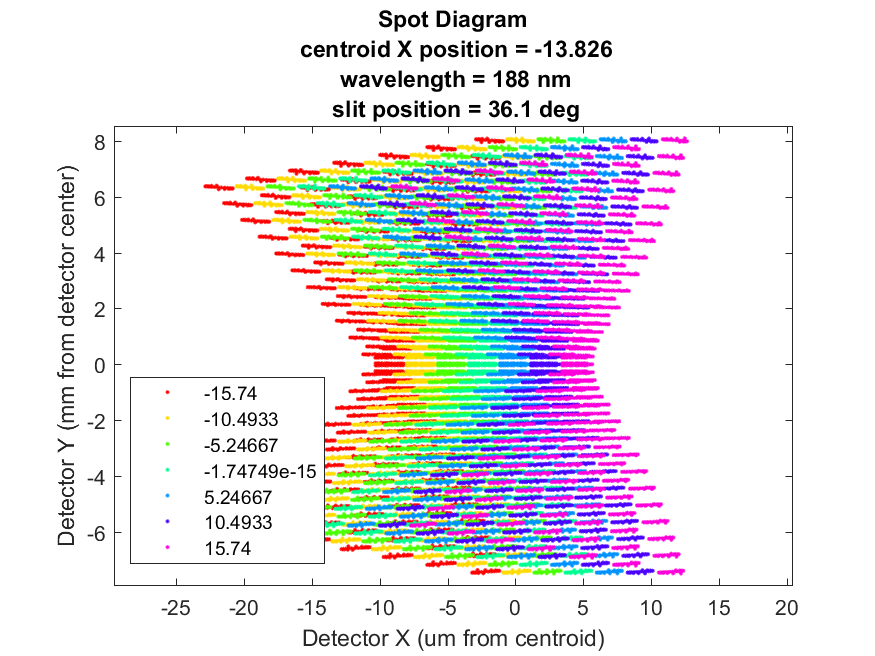 Spot Diagram
centroid X position = -13.826
wavelength = 188 nm
slit position = 36.1 deg
8
6
4
2
0
-2
-4
-6
Detector Y (mm from detector center)
-15.74
-10.4933
-5.24667
-1.74749e-15
5.24667
10.4933
15.74
-25 -20 -15 -10 -5 0 5 10 15 20
Detector X (um from centroid)